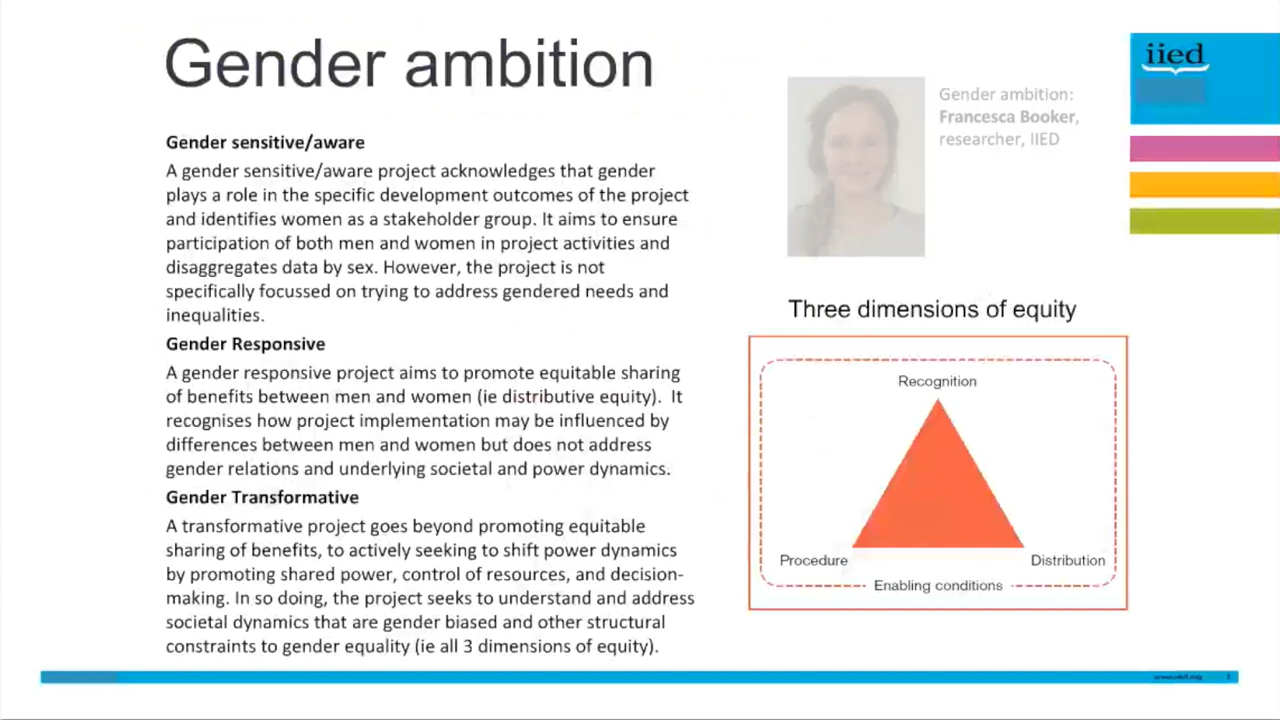 Gender ambition
Gender sensitive/aware
A gender sensitive/aware project acknowledges that gender
plays a role in the specific development outcomes of the project
and identifies women as a stakeholder group. It aims to ensure
participation of both men and women in project activities and
disaggregates data by sex. However, the project is not
specifically focussed on trying to address gendered needs and
inequalities.
Gender Responsive
A gender responsive project aims to promote equitable sharing
of benefits between men and women (ie distributive equity).  It
recognises how project implementation may be influenced by
differences between men and women but does not address
gender relations and underlying societal and power dynamics.
Gender Transformative
A transformative project goes beyond promoting equitable
sharing of benefits, to actively seeking to shift power dynamics
by promoting shared power, control of resources, and decision-
making. In so doing, the project seeks to understand and address
societal dynamics that are gender biased and other structural
constraints to gender equality (ie all 3 dimensions of equity).
Gender ambition:
Francesca Booker,
researcher, IIED
iied
Three dimensions of equity
Recognition
Procedure
Distribution
Enabling conditions